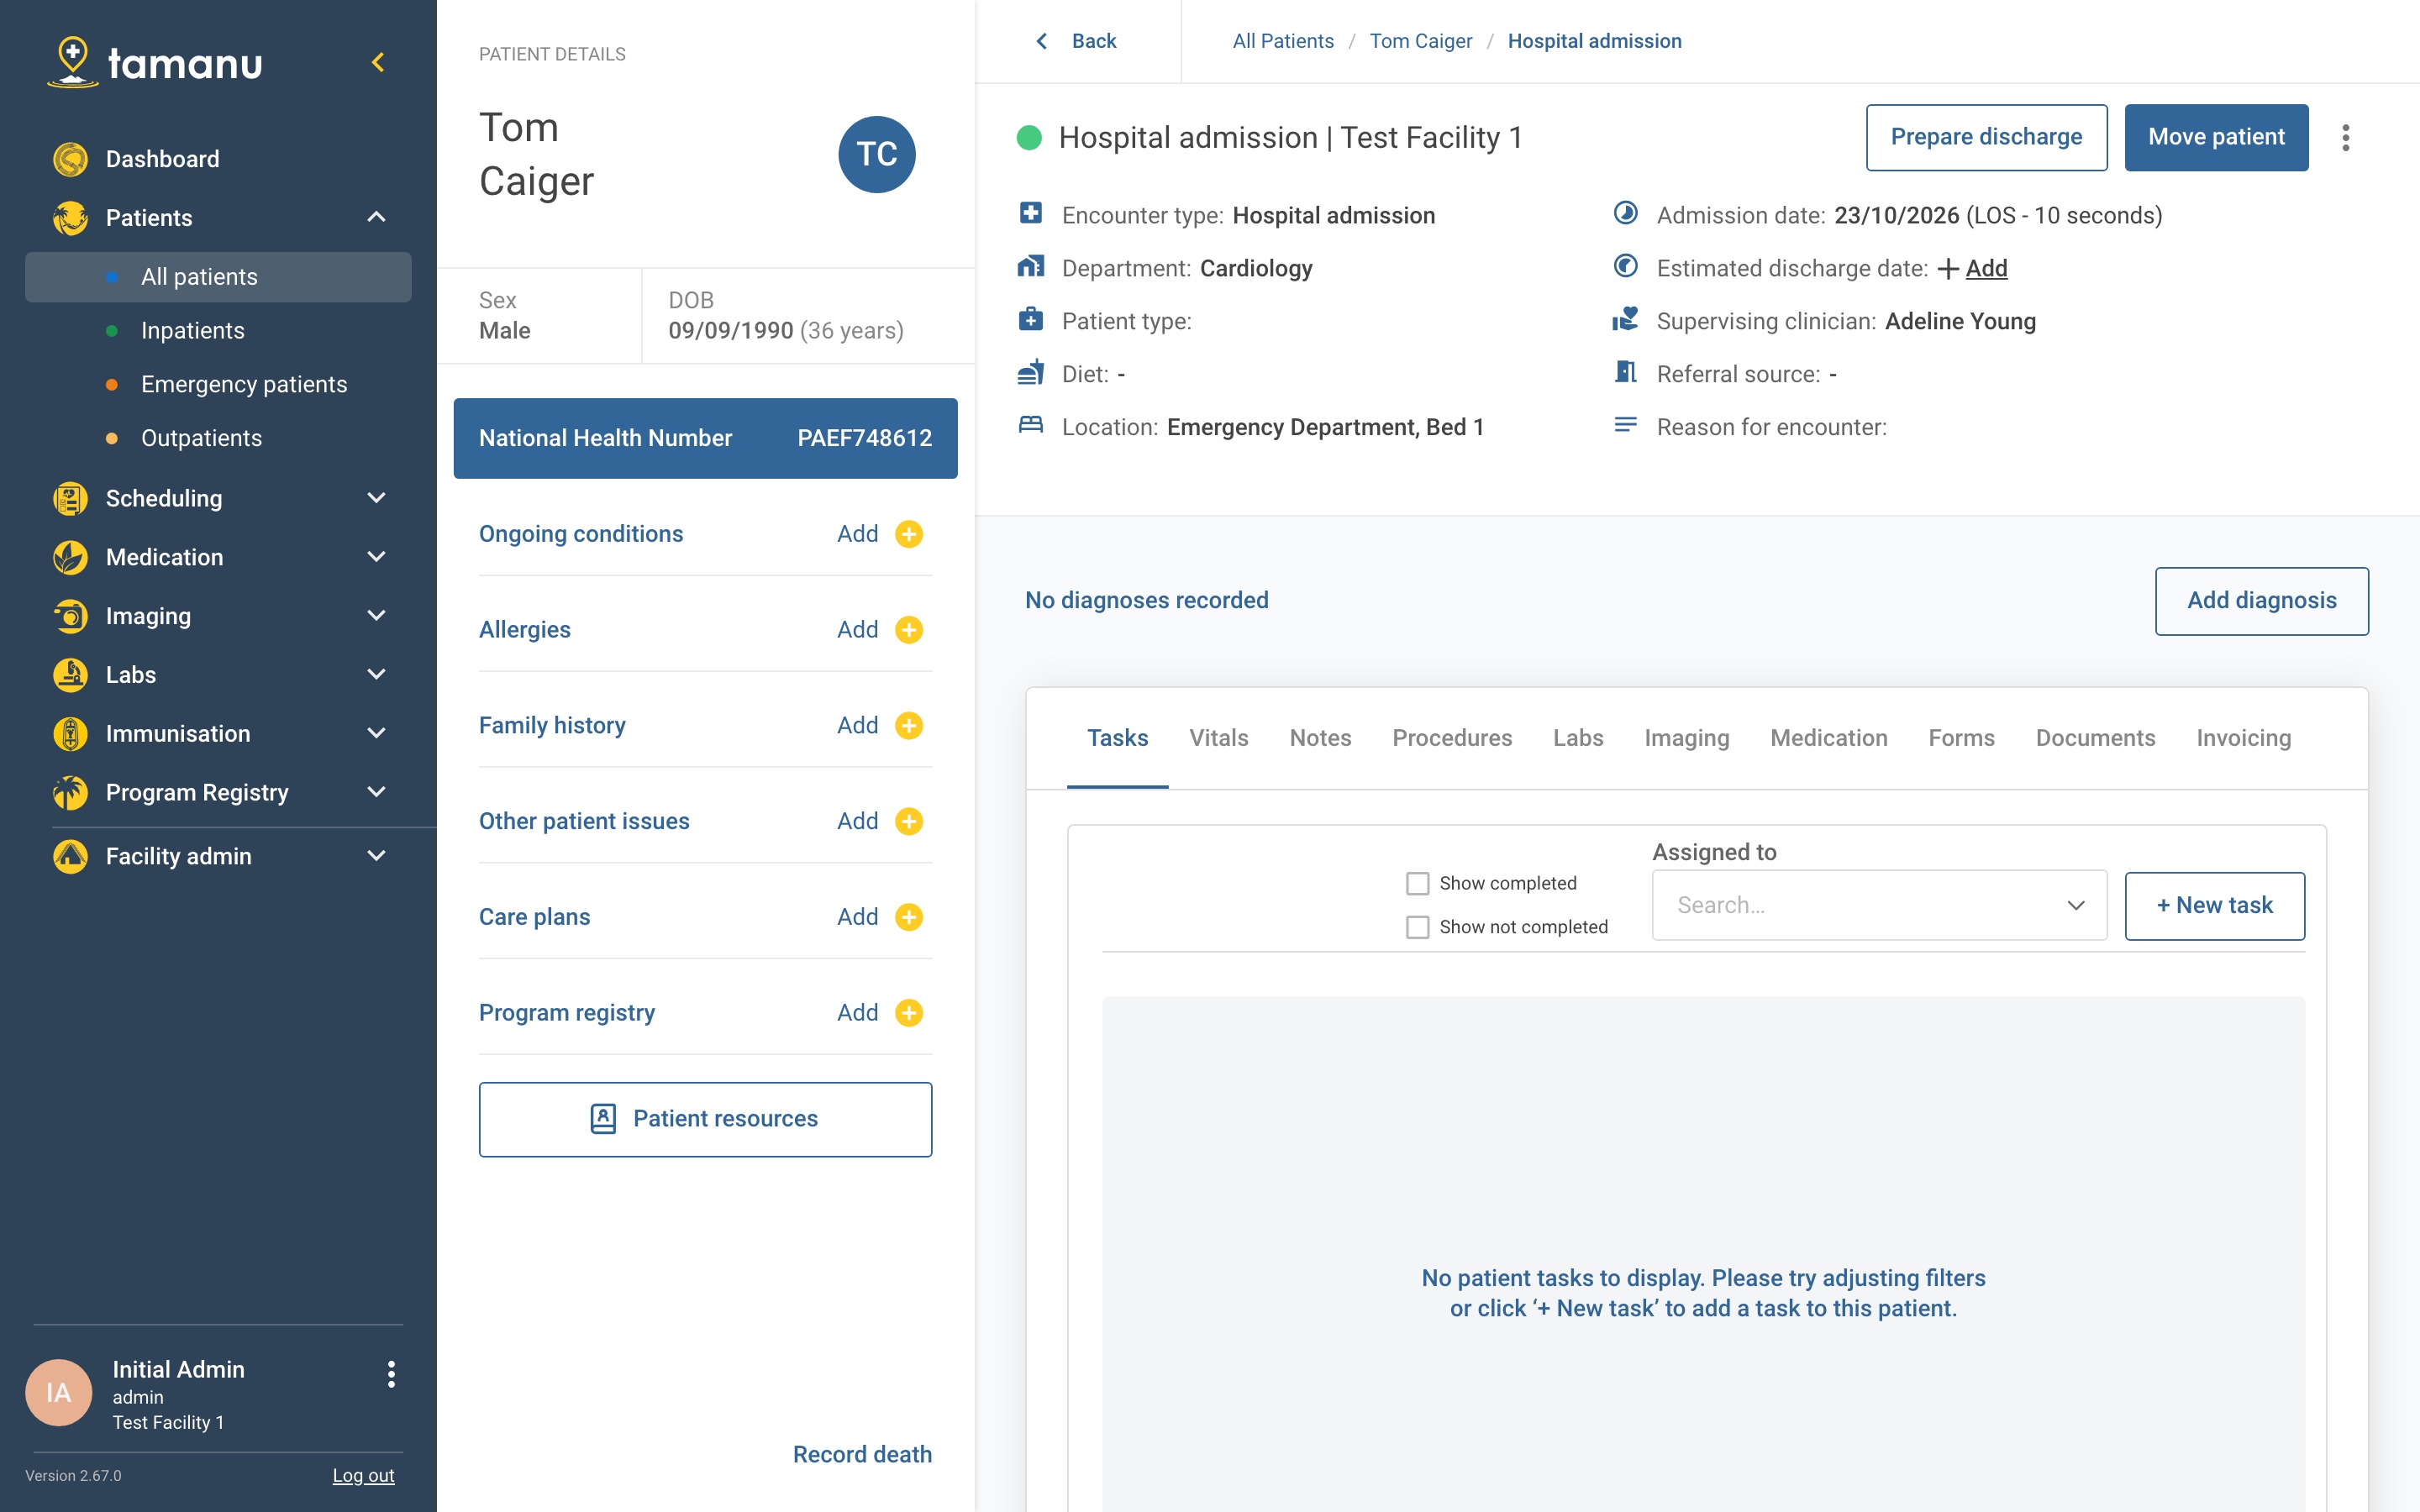 tamanu
Dashboard
Patients
All patients
Inpatients
Emergency patients
Outpatients
Scheduling
Medication
Imaging
Labs
Immunisation
Program Registry
Facility admin
IA
Initial Admin
admin
Test Facility 1
Version 2.67.0
Log out
PATIENT DETAILS
Tom
Caiger
TC
Sex
Male
DOB
09/09/1990 (36 years)
National Health Number PAEF748612
Ongoing conditions Add
Allergies Add
Family history Add
Other patient issues Add
Care plans Add
Program registry Add
Patient resources
Record death
Back
All Patients / Tom Caiger / Hospital admission
Hospital admission | Test Facility 1
Prepare discharge
Move patient
Encounter type: Hospital admission
Department: Cardiology
Patient type:
Diet: -
Location: Emergency Department, Bed 1
Admission date: 23/10/2026 (LOS - 10 seconds)
Estimated discharge date: + Add
Supervising clinician: Adeline Young
Referral source: -
Reason for encounter:
No diagnoses recorded
Add diagnosis
Tasks Vitals Notes Procedures Labs Imaging Medication Forms Documents Invoicing
Show completed
Show not completed
Assigned to
Search...
+ New task
No patient tasks to display. Please try adjusting filters
or click ‘+ New task’ to add a task to this patient.